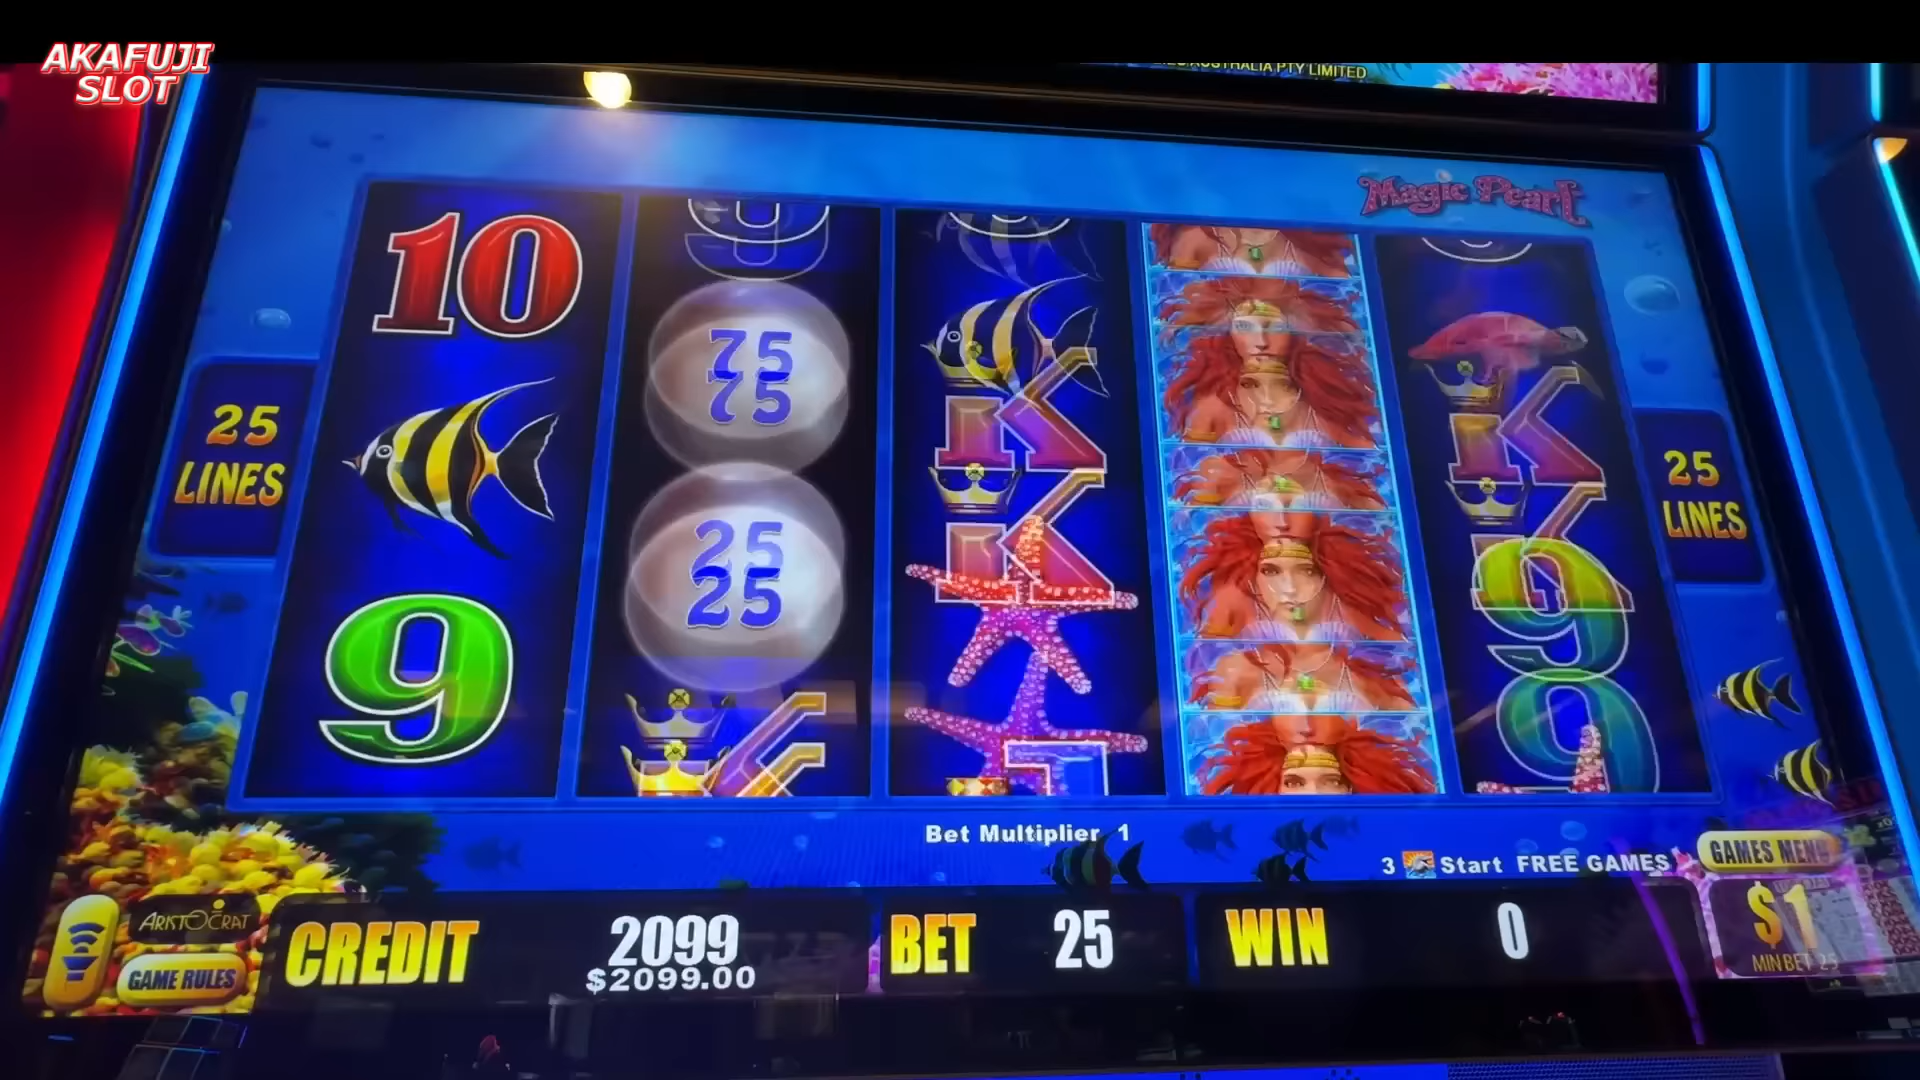 AKAFUJI
SLOT
AUSTRALIA PTY LIMITED
Magic Pearl
10
9
75
75
25
25
K
K
K
K
9
9
25
LINES
25
LINES
Bet Multiplier 1
3 Start FREE GAMES
GAMES MENU
ARISTOCRAT
GAME RULES
CREDIT
2099
$2099.00
BET
25
WIN
0
$1
MIN BET 25